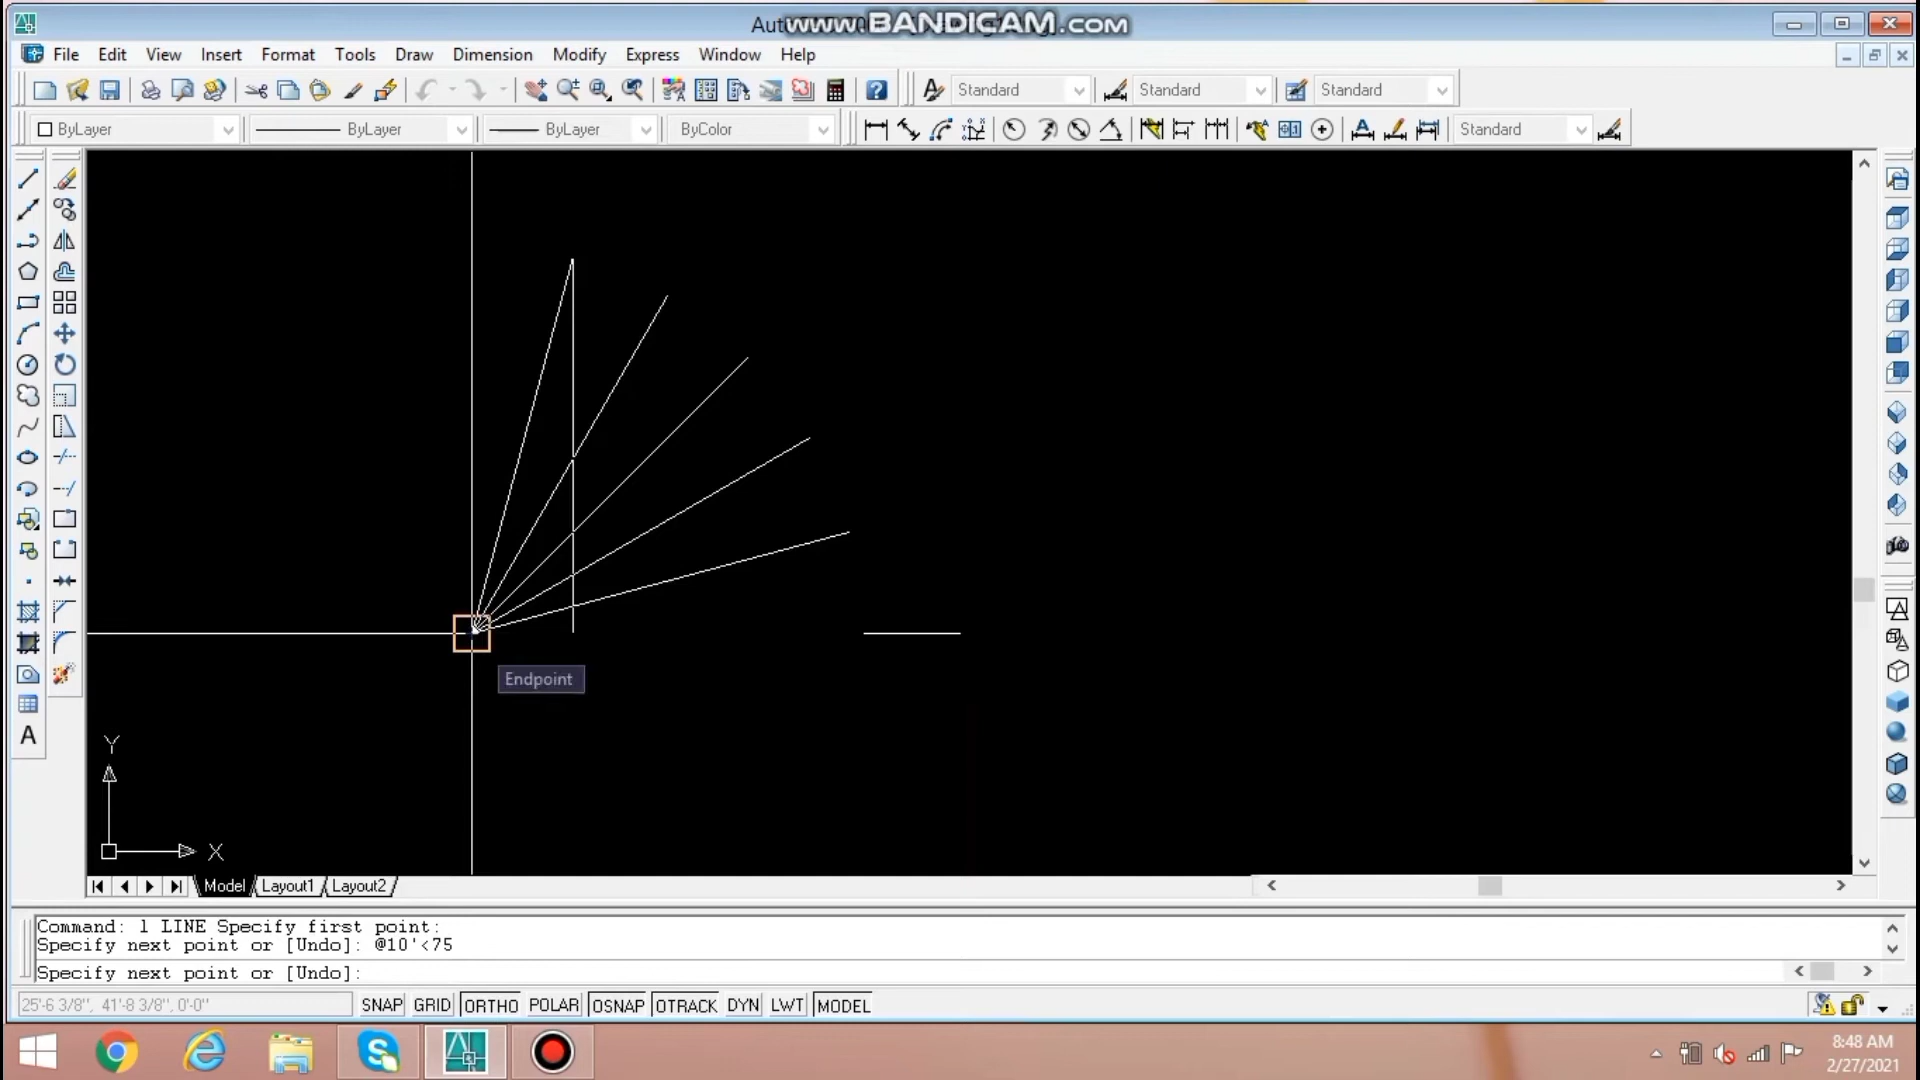 Aut
www.BANDICAM.com
File Edit View Insert Format Tools Draw Dimension Modify Express Window Help
Standard Standard Standard
ByLayer ByLayer ByLayer ByColor Standard
Endpoint
Y
X
A
Model Layout1 Layout2
Command: l LINE Specify first point:
Specify next point or [Undo]: @10'<75
Specify next point or [Undo]:
25'-6 3/8", 41'-8 3/8", 0'-0" SNAP GRID ORTHO POLAR OSNAP OTRACK DYN LWT MODEL
8:48 AM
2/27/2021